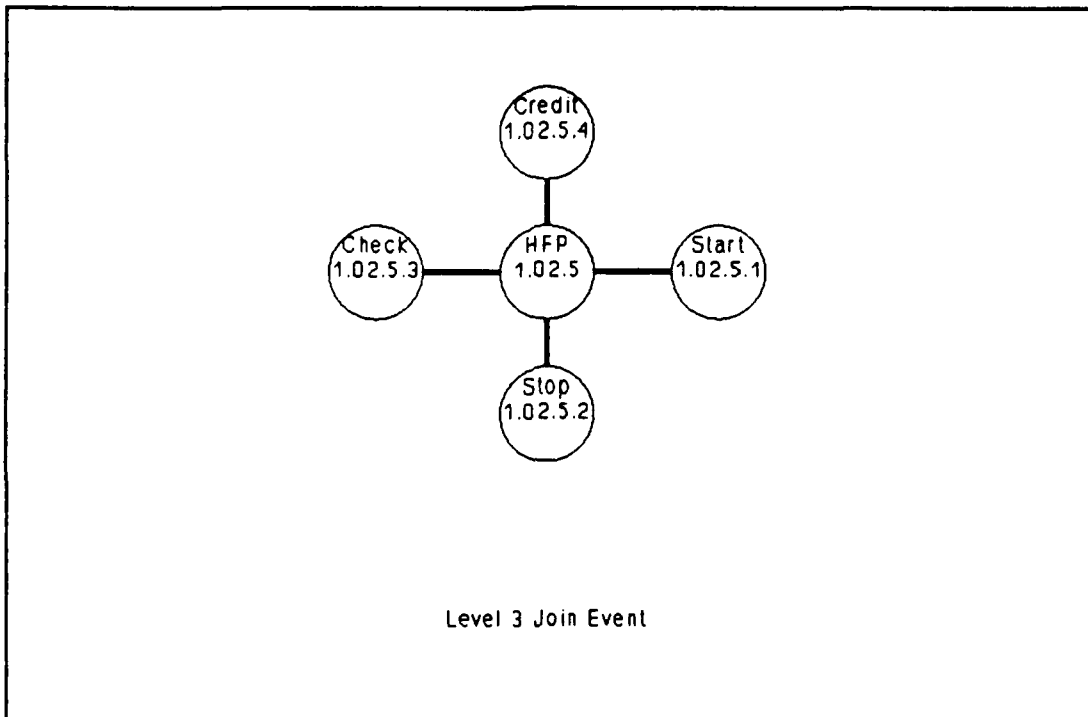 Credit
1.02.5.4
Check
1.02.5.3
HFP
1.02.5
Start
1.02.5.1
Stop
1.02.5.2
Level 3 Join Event